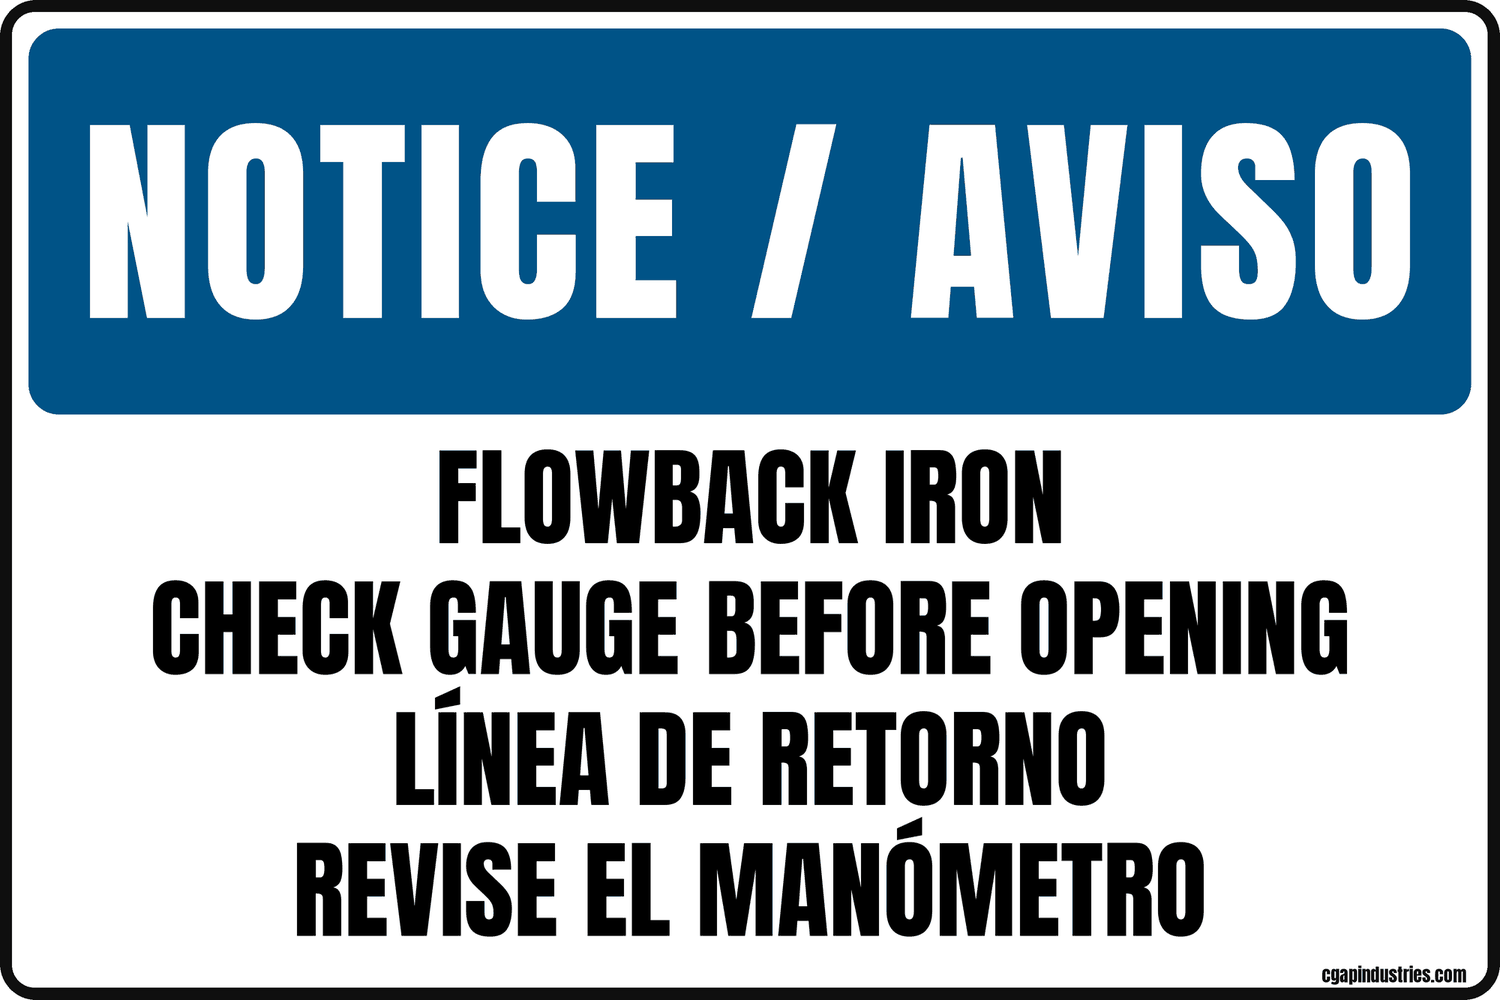 NOTICE / AVISO
FLOWBACK IRON
CHECK GAUGE BEFORE OPENING
LÍNEA DE RETORNO
REVISE EL MANÓMETRO
cgapindustries.com